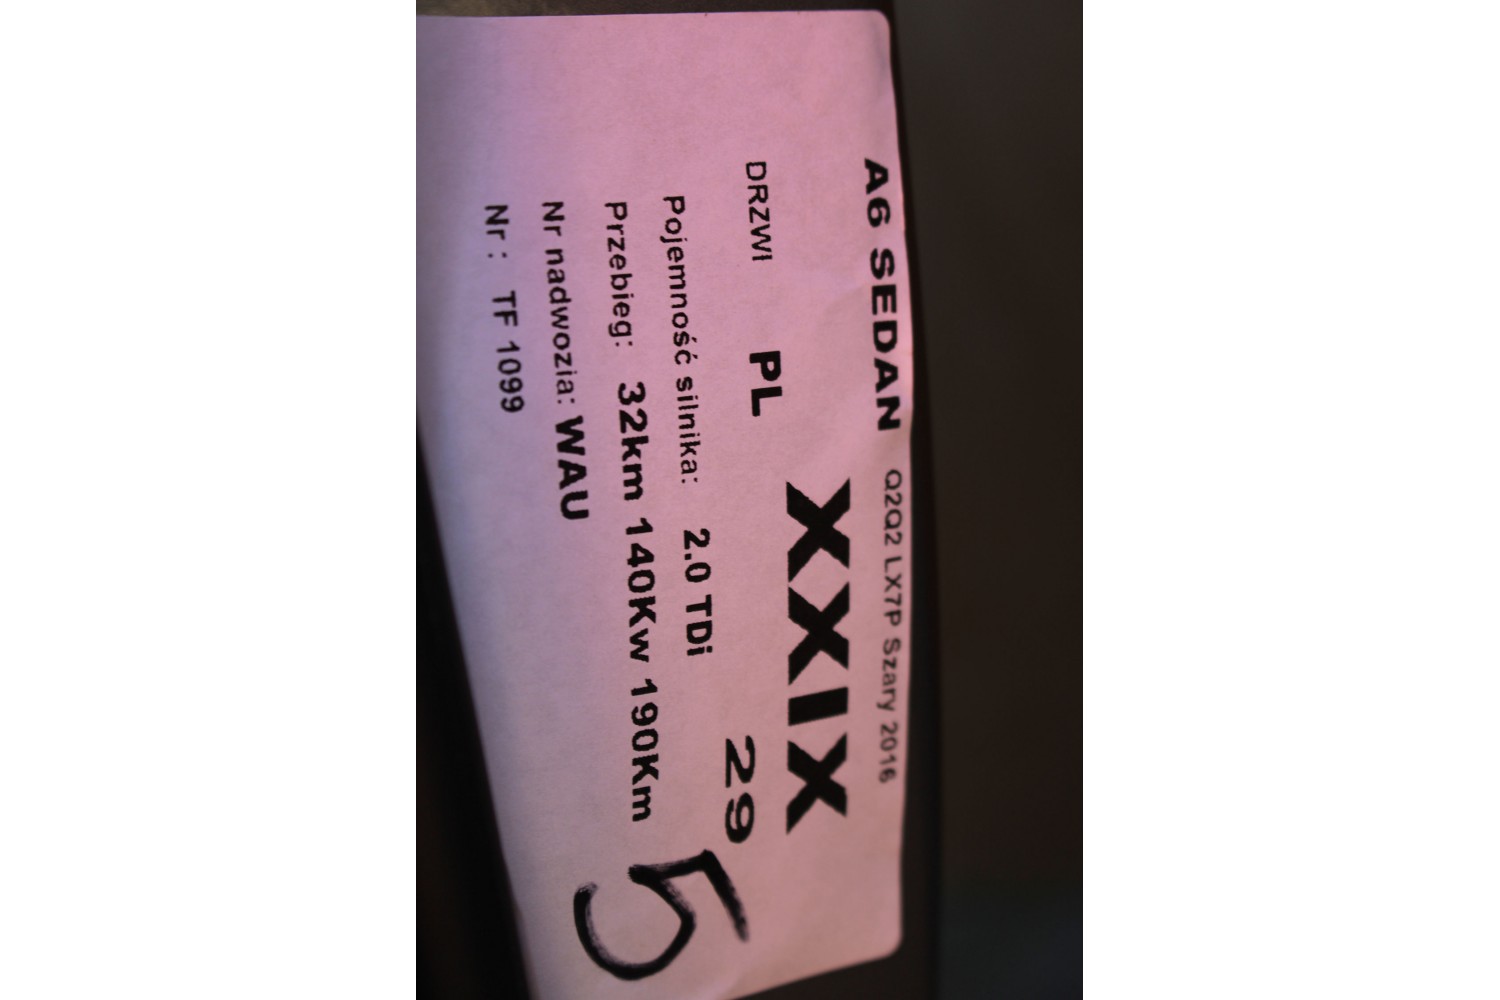 A6 SEDAN Q2Q2 LX7P Szary 2016
XXIX
DRZWI PL 29
Pojemność silnika: 2.0 TDi
Przebieg: 32km 140Kw 190Km
5
Nr nadwozia: WAU
Nr : TF 1099